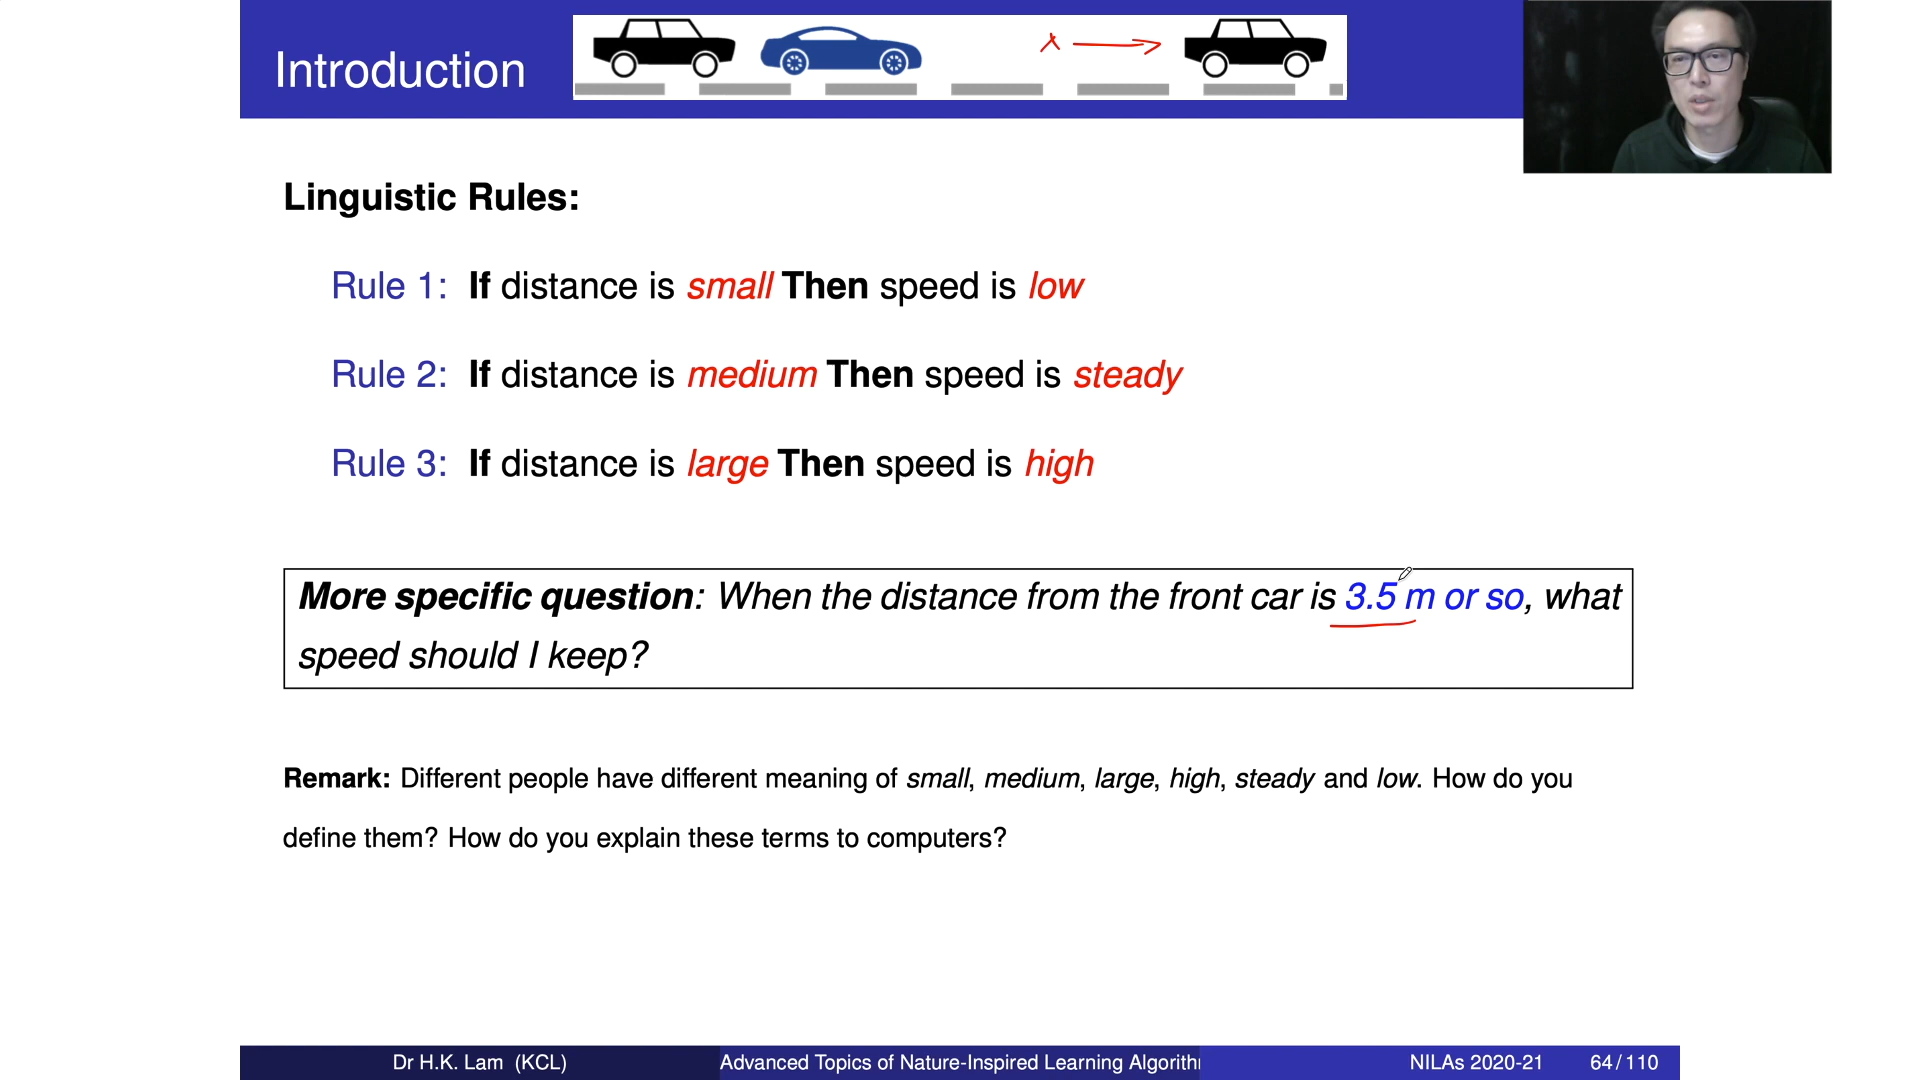 Introduction
Linguistic Rules:
Rule 1: If distance is small Then speed is low
Rule 2: If distance is medium Then speed is steady
Rule 3: If distance is large Then speed is high
More specific question: When the distance from the front car is 3.5 m or so, what
speed should I keep?
Remark: Different people have different meaning of small, medium, large, high, steady and low. How do you
define them? How do you explain these terms to computers?
Dr H.K. Lam (KCL) Advanced Topics of Nature-Inspired Learning Algorith NILAs 2020-21 64/110